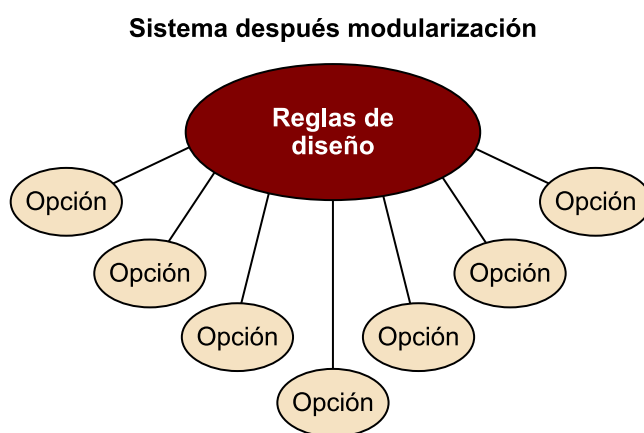 Sistema después modularización
Reglas de
diseño
Opción
Opción
Opción
Opción
Opción
Opción
Opción